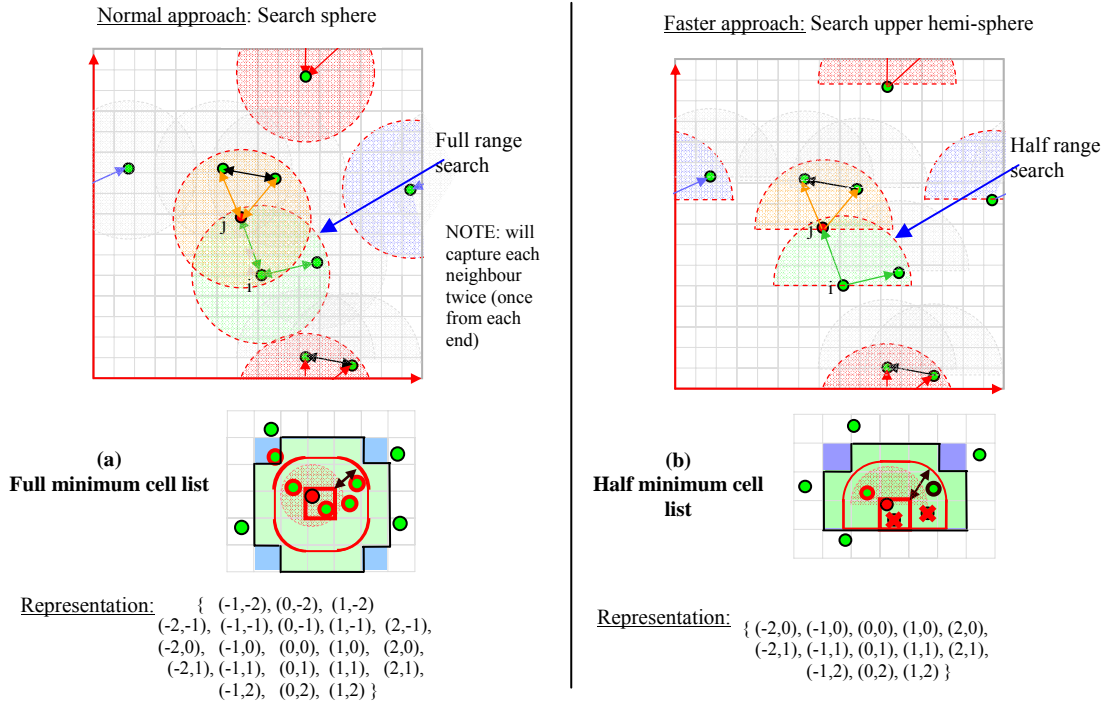 Normal approach: Search sphere
Full range
search
j
i
NOTE: will
capture each
neighbour
twice (once
from each
end)
(a)
Full minimum cell list
Representation:
{ (-1,-2), (0,-2), (1,-2)
(-2,-1), (-1,-1), (0,-1), (1,-1), (2,-1),
(-2,0), (-1,0), (0,0), (1,0), (2,0),
(-2,1), (-1,1), (0,1), (1,1), (2,1),
(-1,2), (0,2), (1,2) }
Faster approach: Search upper hemi-sphere
Half range
search
j
i
(b)
Half minimum cell
list
Representation:
{ (-2,0), (-1,0), (0,0), (1,0), (2,0),
(-2,1), (-1,1), (0,1), (1,1), (2,1),
(-1,2), (0,2), (1,2) }